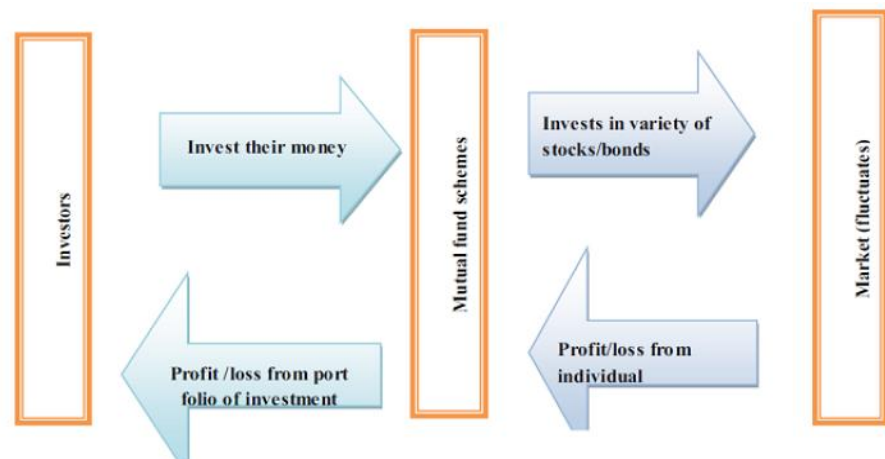 Investors
Invest their money
Profit /loss from port
folio of investment
Mutual fund schemes
Invests in variety of
stocks/bonds
Profit/loss from
individual
Market (fluctuates)